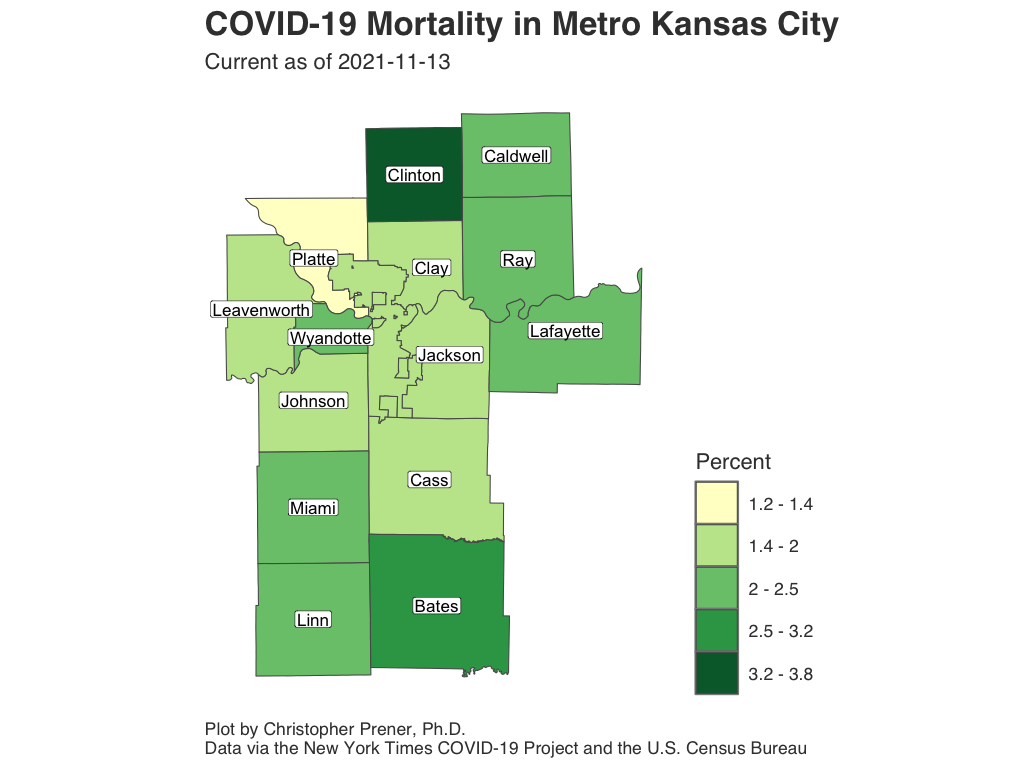 COVID-19 Mortality in Metro Kansas City
Current as of 2021-11-13
Caldwell
Clinton
Platte
Clay
Ray
Leavenworth
Wyandotte
Lafayette
Jackson
Johnson
Cass
Miami
Bates
Linn
Percent
1.2 - 1.4
1.4 - 2
2 - 2.5
2.5 - 3.2
3.2 - 3.8
Plot by Christopher Prener, Ph.D.
Data via the New York Times COVID-19 Project and the U.S. Census Bureau